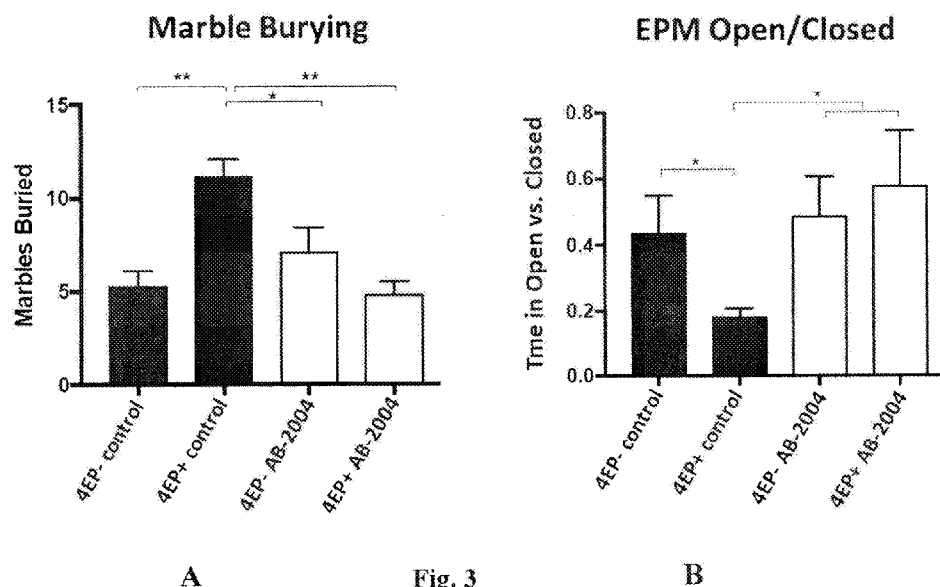 Marble Burying
**
**
*
15
10
5
0
Marbles Buried
4EP- control
4EP+ control
4EP- AB-2004
4EP+ AB-2004
A
EPM Open/Closed
*
*
0.8
0.6
0.4
0.2
0.0
Tme in Open vs. Closed
4EP- control
4EP+ control
4EP- AB-2004
4EP+ AB-2004
B
Fig. 3